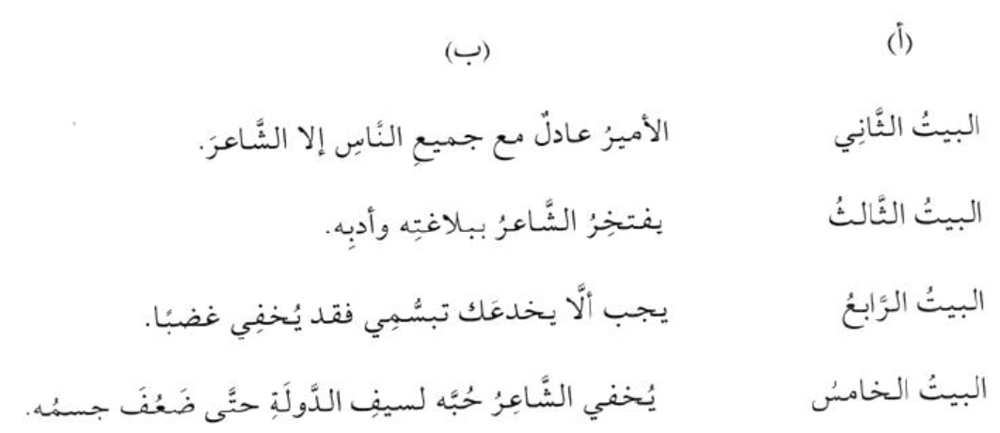 (أ) (ب)
البيتُ الثَّانِي الأميرُ عادلٌ مع جميعِ النَّاسِ إلا الشَّاعرَ.
البيتُ الثَّالثُ يفتخِرُ الشَّاعرُ ببلاغتِه وأدبِه.
البيتُ الرَّابعُ يجب ألَّا يخدعَك تبسُّمِي فقد يُخفِي غضبًا.
البيتُ الخامسُ يُخفي الشَّاعِرُ حُبَّه لسيفِ الدَّولَةِ حتَّى ضَعُفَ جسمُه.